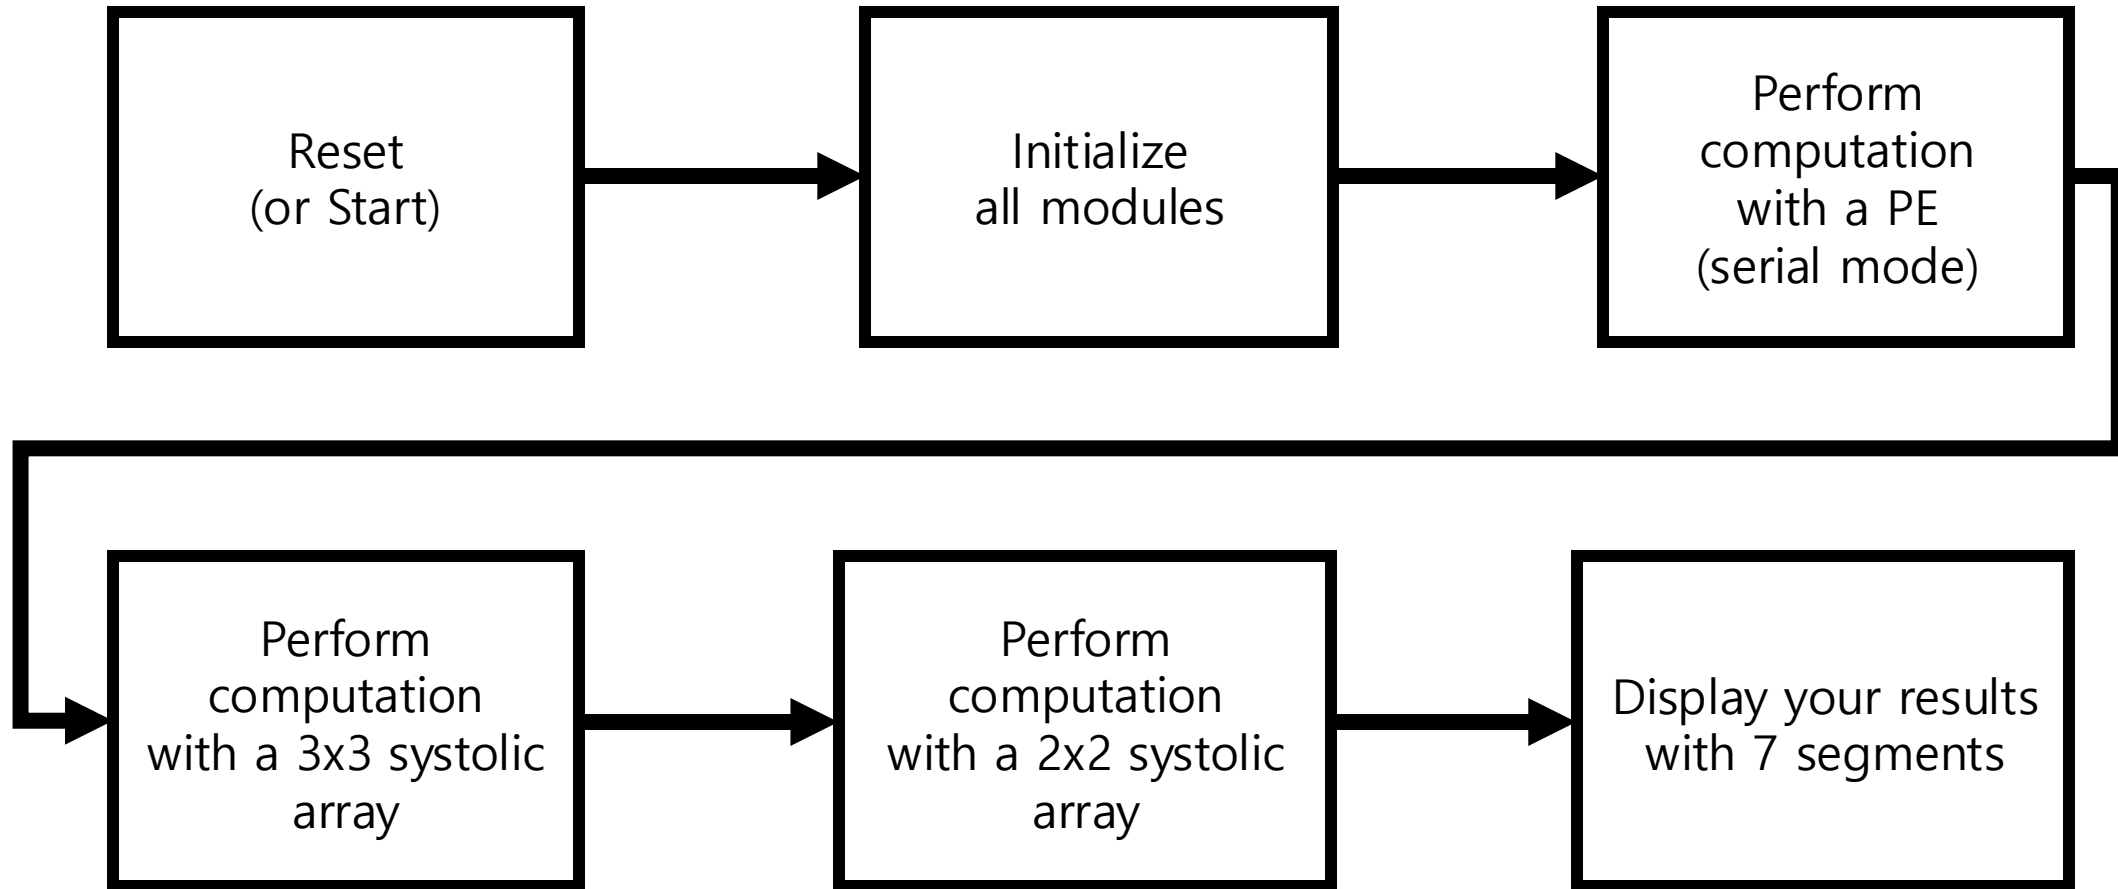 Reset
(or Start)
Initialize
all modules
Perform
computation
with a PE
(serial mode)
Perform
computation
with a 3x3 systolic
array
Perform
computation
with a 2x2 systolic
array
Display your results
with 7 segments